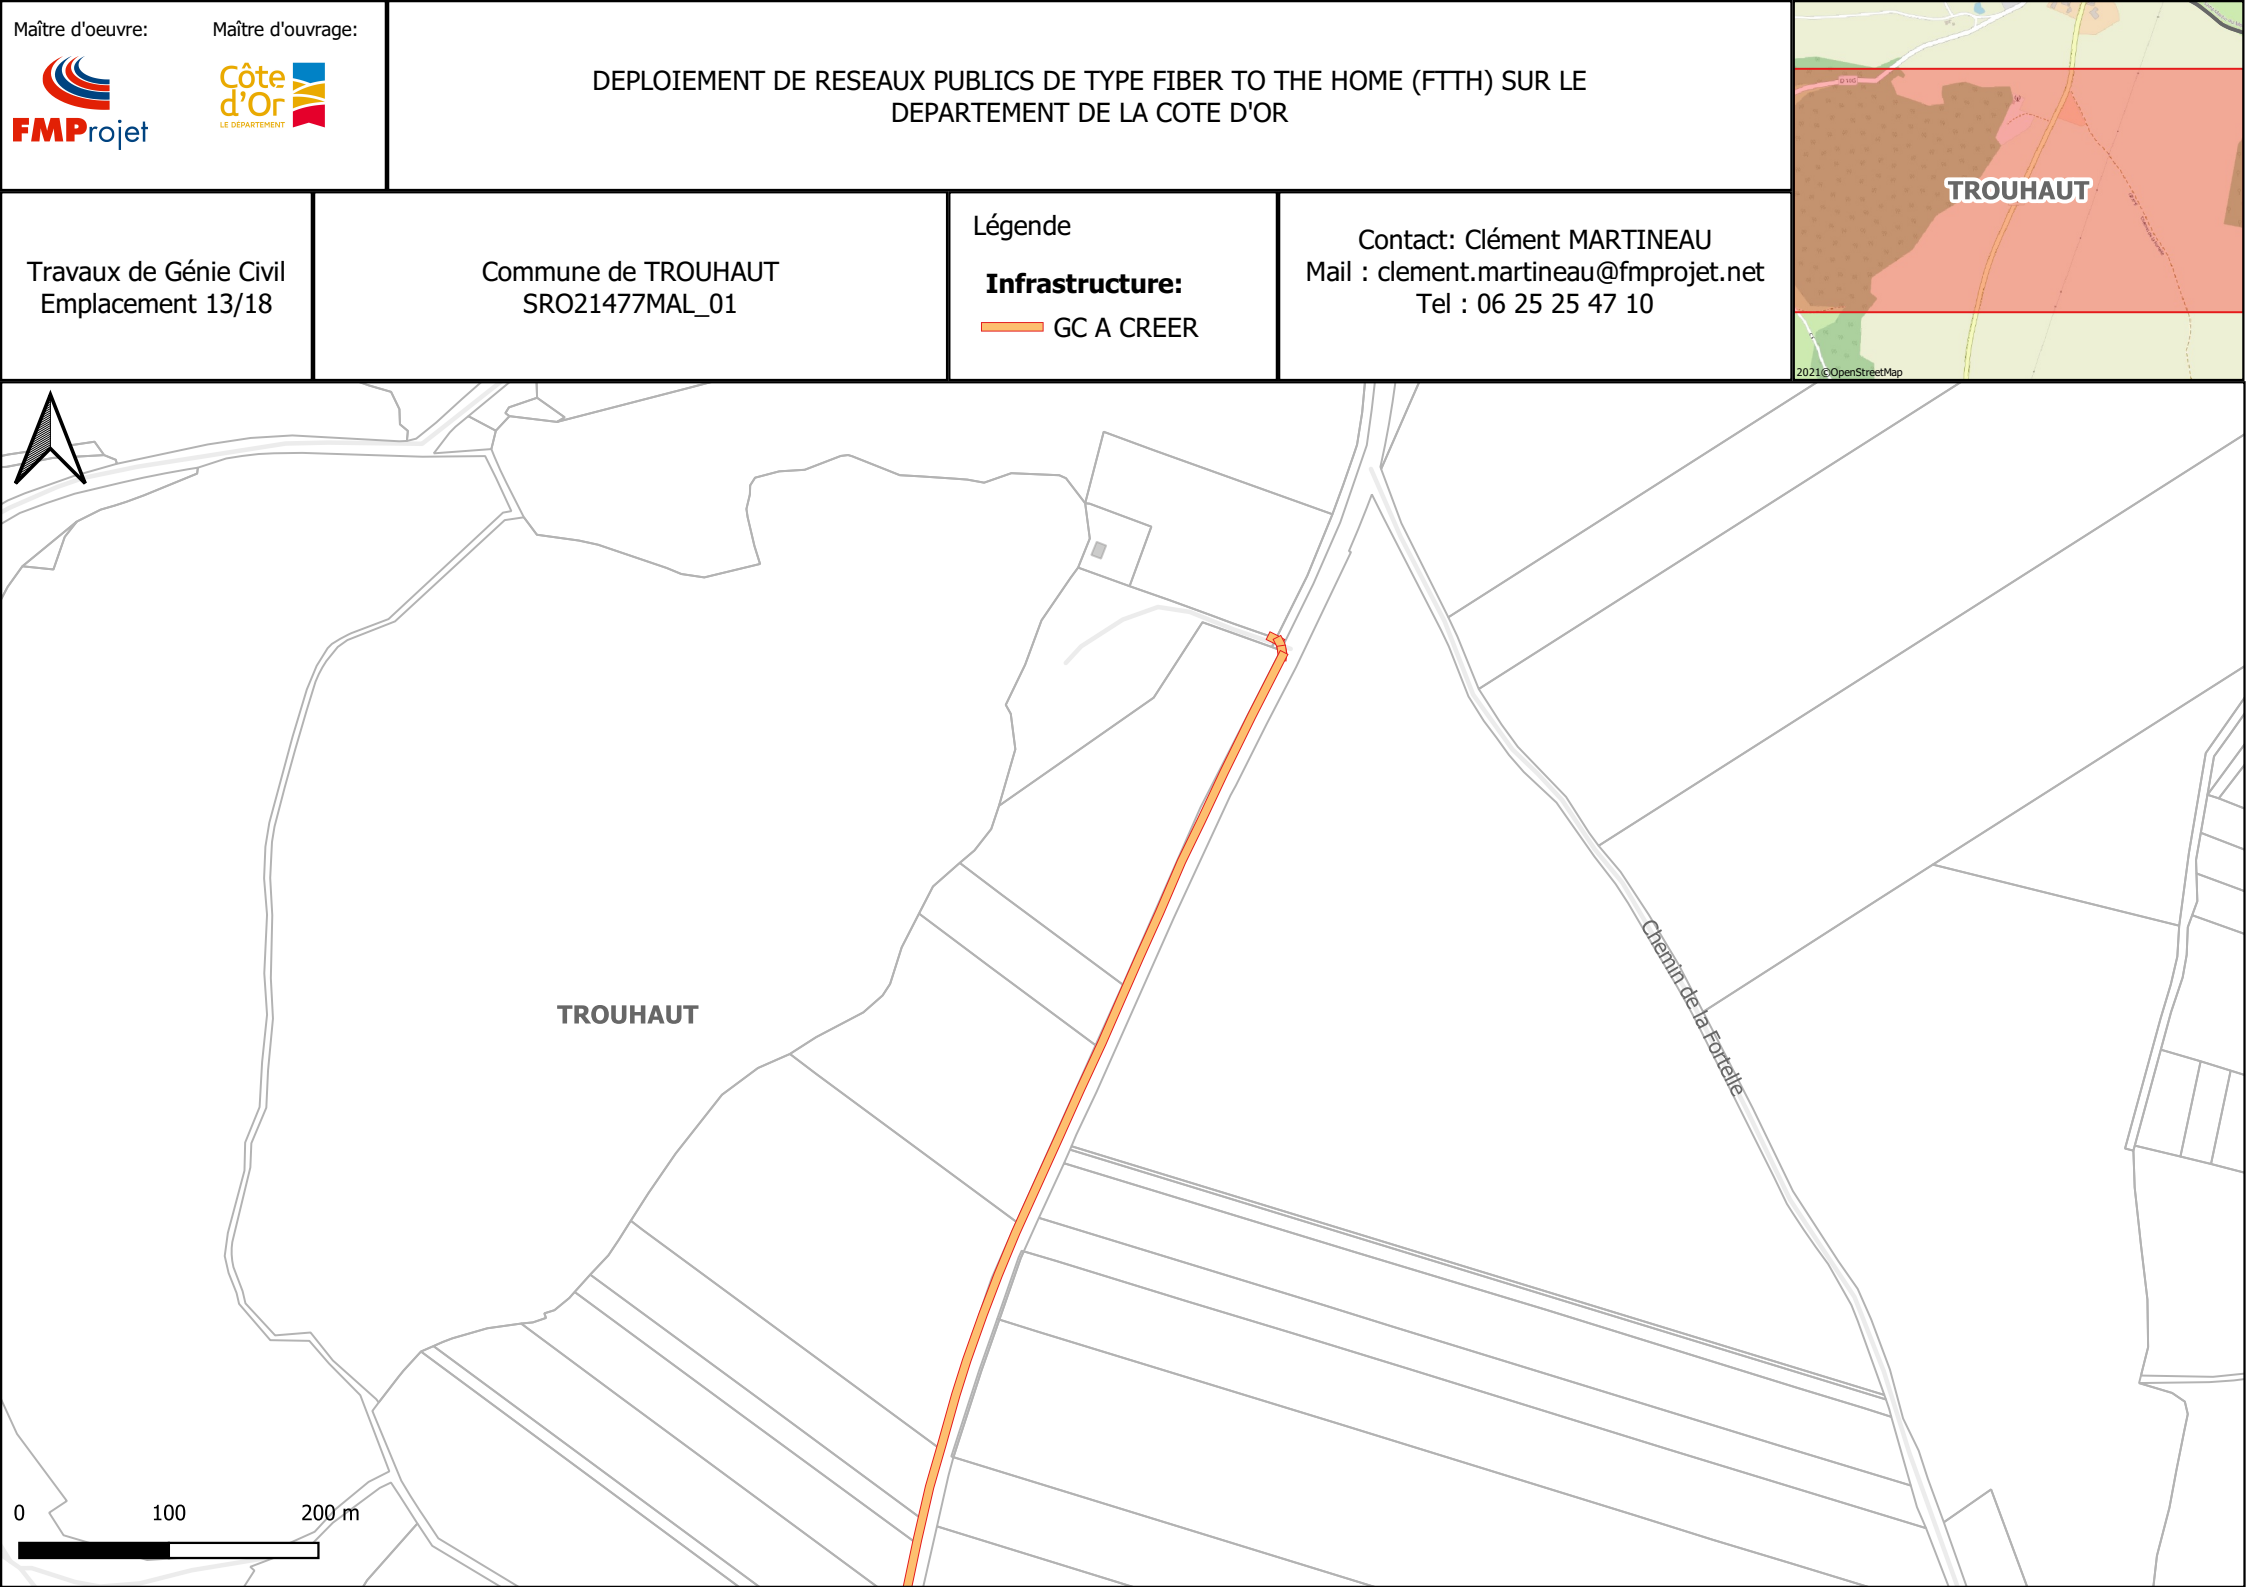 Maître d'oeuvre:
Maître d'ouvrage:
FMProjet
Côte
d'Or
LE DÉPARTEMENT
DEPLOIEMENT DE RESEAUX PUBLICS DE TYPE FIBER TO THE HOME (FTTH) SUR LE
DEPARTEMENT DE LA COTE D'OR
Travaux de Génie Civil
Emplacement 13/18
Commune de TROUHAUT
SRO21477MAL_01
Légende
Infrastructure:
GC A CREER
Contact: Clément MARTINEAU
Mail : clement.martineau@fmprojet.net
Tel : 06 25 25 47 10
TROUHAUT
2021©OpenStreetMap
TROUHAUT
Chemin de la Fortelle
0 100 200 m